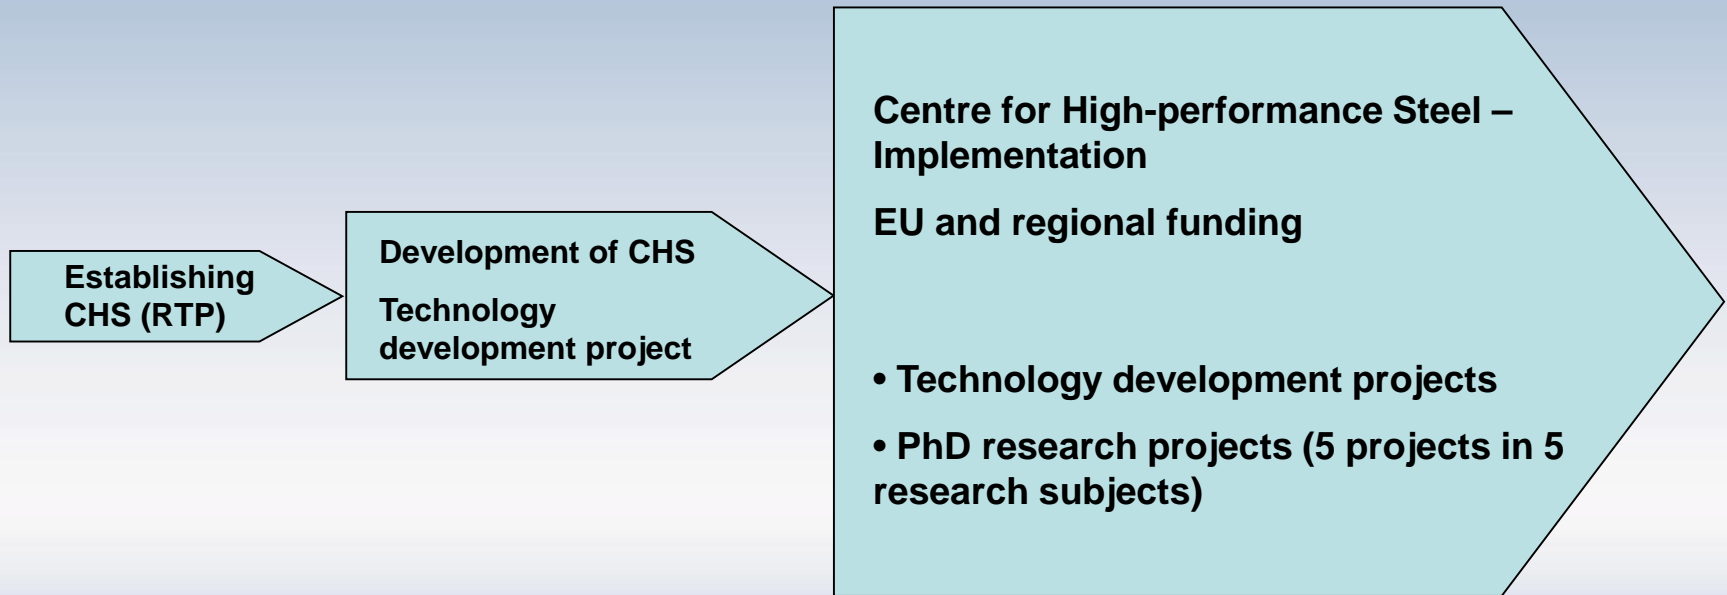 Establishing
CHS (RTP)
Development of CHS
Technology
development project
Centre for High-performance Steel –
Implementation
EU and regional funding
• Technology development projects
• PhD research projects (5 projects in 5
research subjects)